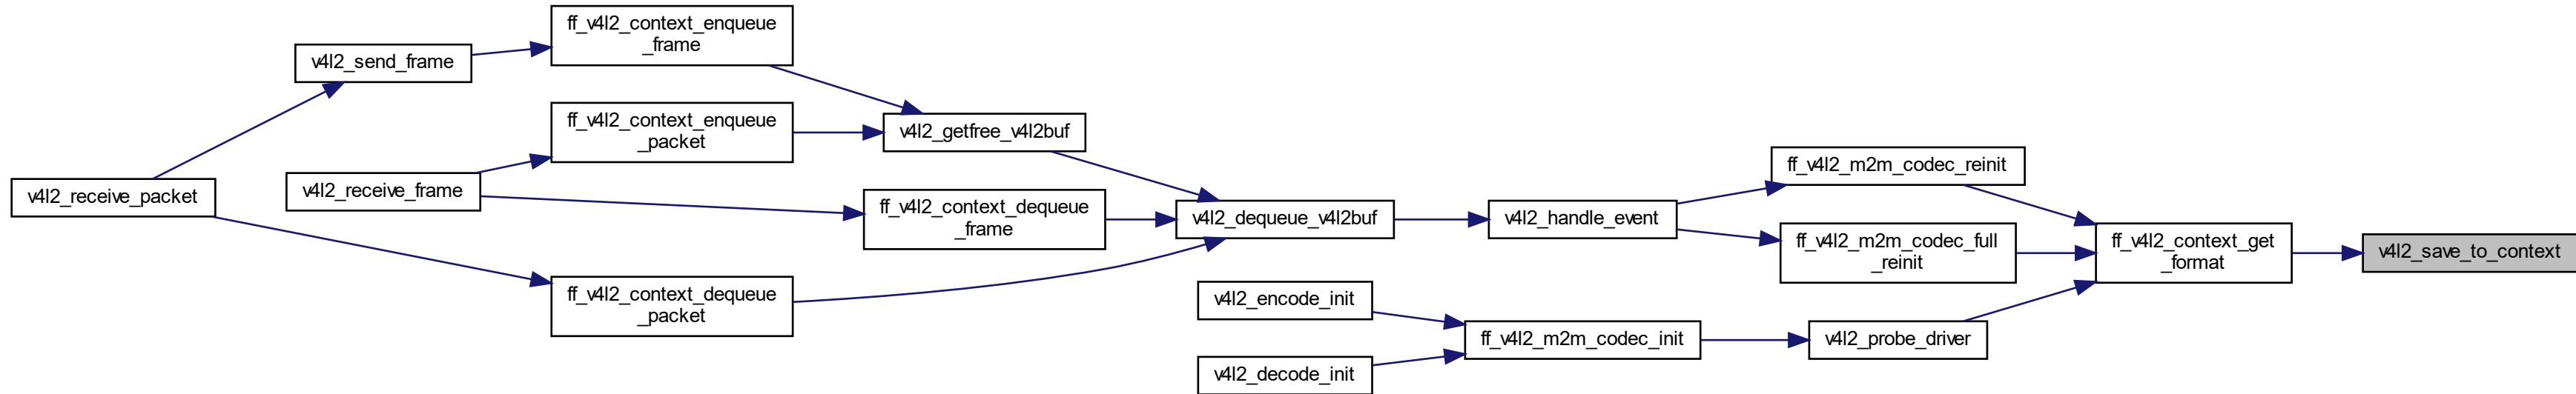 v4l2_receive_packet
v4l2_send_frame
v4l2_receive_frame
ff_v4l2_context_enqueue
_frame
ff_v4l2_context_enqueue
_packet
ff_v4l2_context_dequeue
_packet
v4l2_getfree_v4l2buf
ff_v4l2_context_dequeue
_frame
v4l2_dequeue_v4l2buf
v4l2_encode_init
v4l2_decode_init
v4l2_handle_event
ff_v4l2_m2m_codec_init
ff_v4l2_m2m_codec_reinit
ff_v4l2_m2m_codec_full
_reinit
v4l2_probe_driver
ff_v4l2_context_get
_format
v4l2_save_to_context